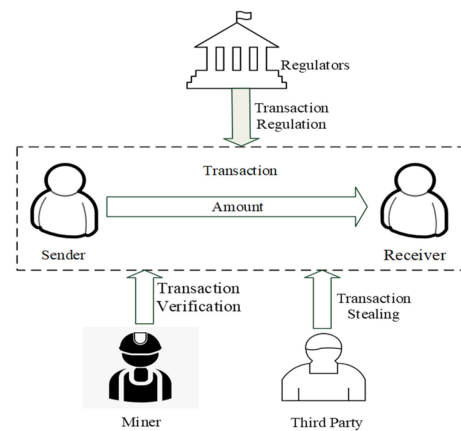 Regulators
Transaction
Regulation
Transaction
Amount
Sender
Receiver
Transaction
Verification
Transaction
Stealing
Miner
Third Party